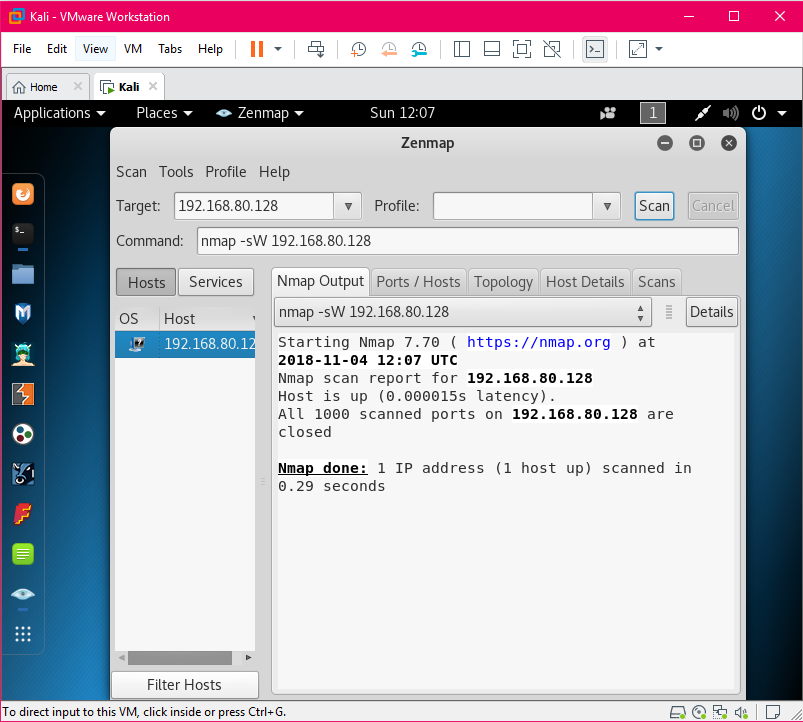 Kali - VMware Workstation
File Edit View VM Tabs Help
Home Kali
Applications Places Zenmap Sun 12:07 1
Zenmap
Scan Tools Profile Help
Target: 192.168.80.128 Profile: Scan Cancel
Command: nmap -sW 192.168.80.128
Hosts Services Nmap Output Ports / Hosts Topology Host Details Scans
OS Host nmap -sW 192.168.80.128 Details
192.168.80.12
Starting Nmap 7.70 ( https://nmap.org ) at
2018-11-04 12:07 UTC
Nmap scan report for 192.168.80.128
Host is up (0.000015s latency).
All 1000 scanned ports on 192.168.80.128 are
closed
Nmap done: 1 IP address (1 host up) scanned in
0.29 seconds
Filter Hosts
To direct input to this VM, click inside or press Ctrl+G.